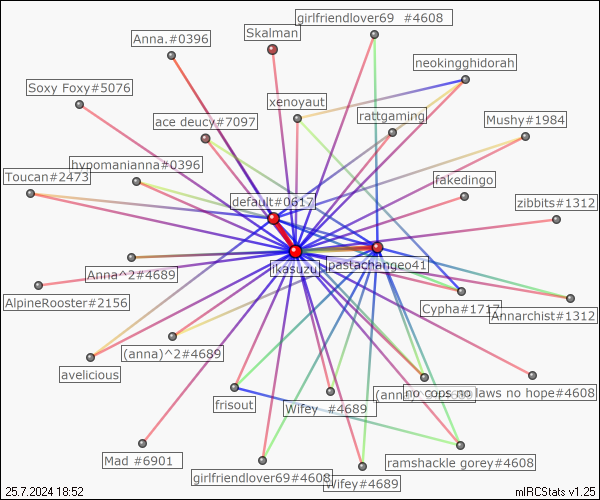 girlfriendlover69  #4608
Anna.#0396
Skalman
neokingghidorah
Soxy Foxy#5076
xenoyaut
ace deucy#7097
rattgaming
Mushy#1984
hypomanianna#0396
Toucan#2473
fakedingo
default#0617
zibbits#1312
ikasuzu
pastachangeo41
Anna^2#4689
AlpineRooster#2156
Cypha#1717
Annarchist#1312
(anna)^2#4689
avelicious
no cops no laws no hope#4608
frisout
Wifey  #4689
Mad #6901
girlfriendlover69#4608
ramshackle gorey#4608
Wifey#4689
25.7.2024 18:52
mIRCStats v1.25